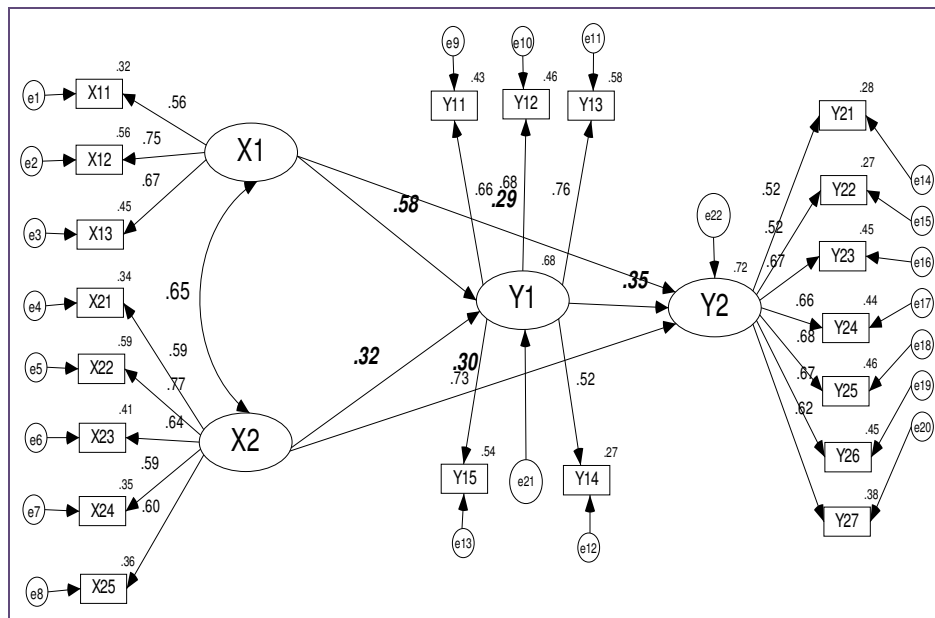 e1
X11
.32
.56
e2
X12
.56
.75
e3
X13
.45
.67
X1
.65
e4
X21
.34
.59
e5
X22
.59
.77
e6
X23
.41
.64
e7
X24
.35
.59
e8
X25
.36
.60
X2
e9
e10
e11
Y11
.43
Y12
.46
Y13
.58
.66
.68
.76
.58
.29
.68
Y1
.35
.32
.30
.73
.52
Y15
.54
Y14
.27
e13
e21
e12
e22
.72
Y2
.52
.52
.67
.66
.68
.67
.62
Y21
.28
e14
Y22
.27
e15
Y23
.45
e16
Y24
.44
e17
Y25
.46
e18
Y26
.45
e19
Y27
.38
e20